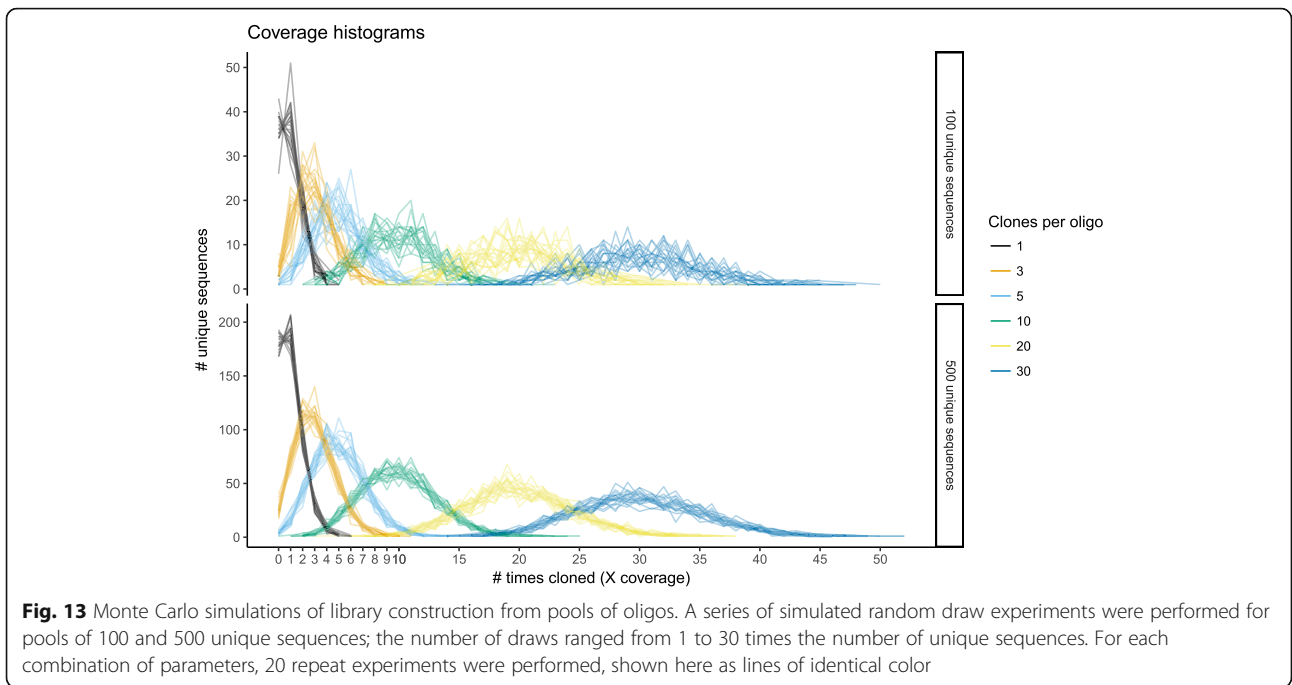 Coverage histograms
# unique sequences
50
40
30
20
10
0
100 unique sequences
200
150
100
50
0
500 unique sequences
0 1 2 3 4 5 6 7 8 9 10 15 20 25 30 35 40 45 50
# times cloned (X coverage)
Clones per oligo
1
3
5
10
20
30
Fig. 13 Monte Carlo simulations of library construction from pools of oligos. A series of simulated random draw experiments were performed for
pools of 100 and 500 unique sequences; the number of draws ranged from 1 to 30 times the number of unique sequences. For each
combination of parameters, 20 repeat experiments were performed, shown here as lines of identical color